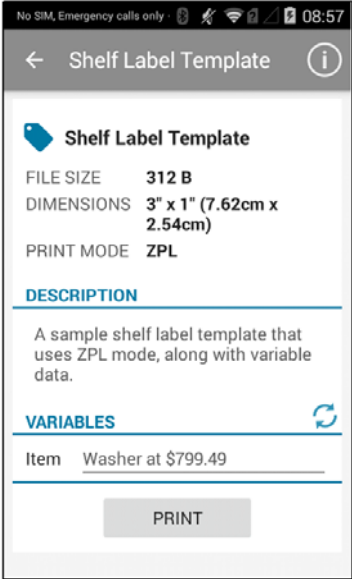 No SIM, Emergency calls only · 08:57
Shelf Label Template
Shelf Label Template
FILE SIZE 312 B
DIMENSIONS 3" x 1" (7.62cm x
2.54cm)
PRINT MODE ZPL
DESCRIPTION
A sample shelf label template that
uses ZPL mode, along with variable
data.
VARIABLES
Item Washer at $799.49
PRINT